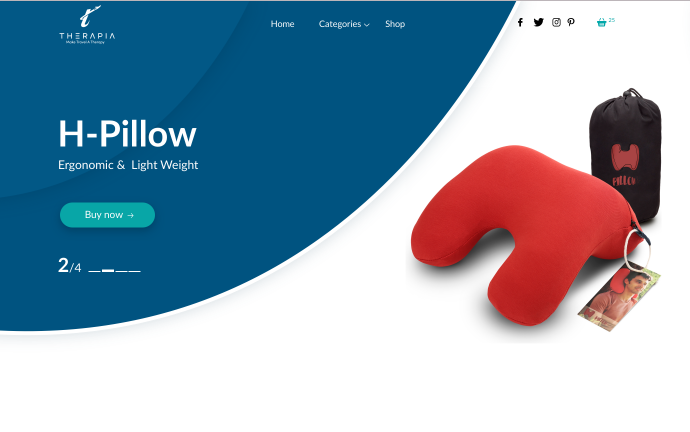 THERAPIA
Make Travel A Therapy
Home
Categories
Shop
25
H-Pillow
Ergonomic & Light Weight
Buy now →
2/4
PILLOW